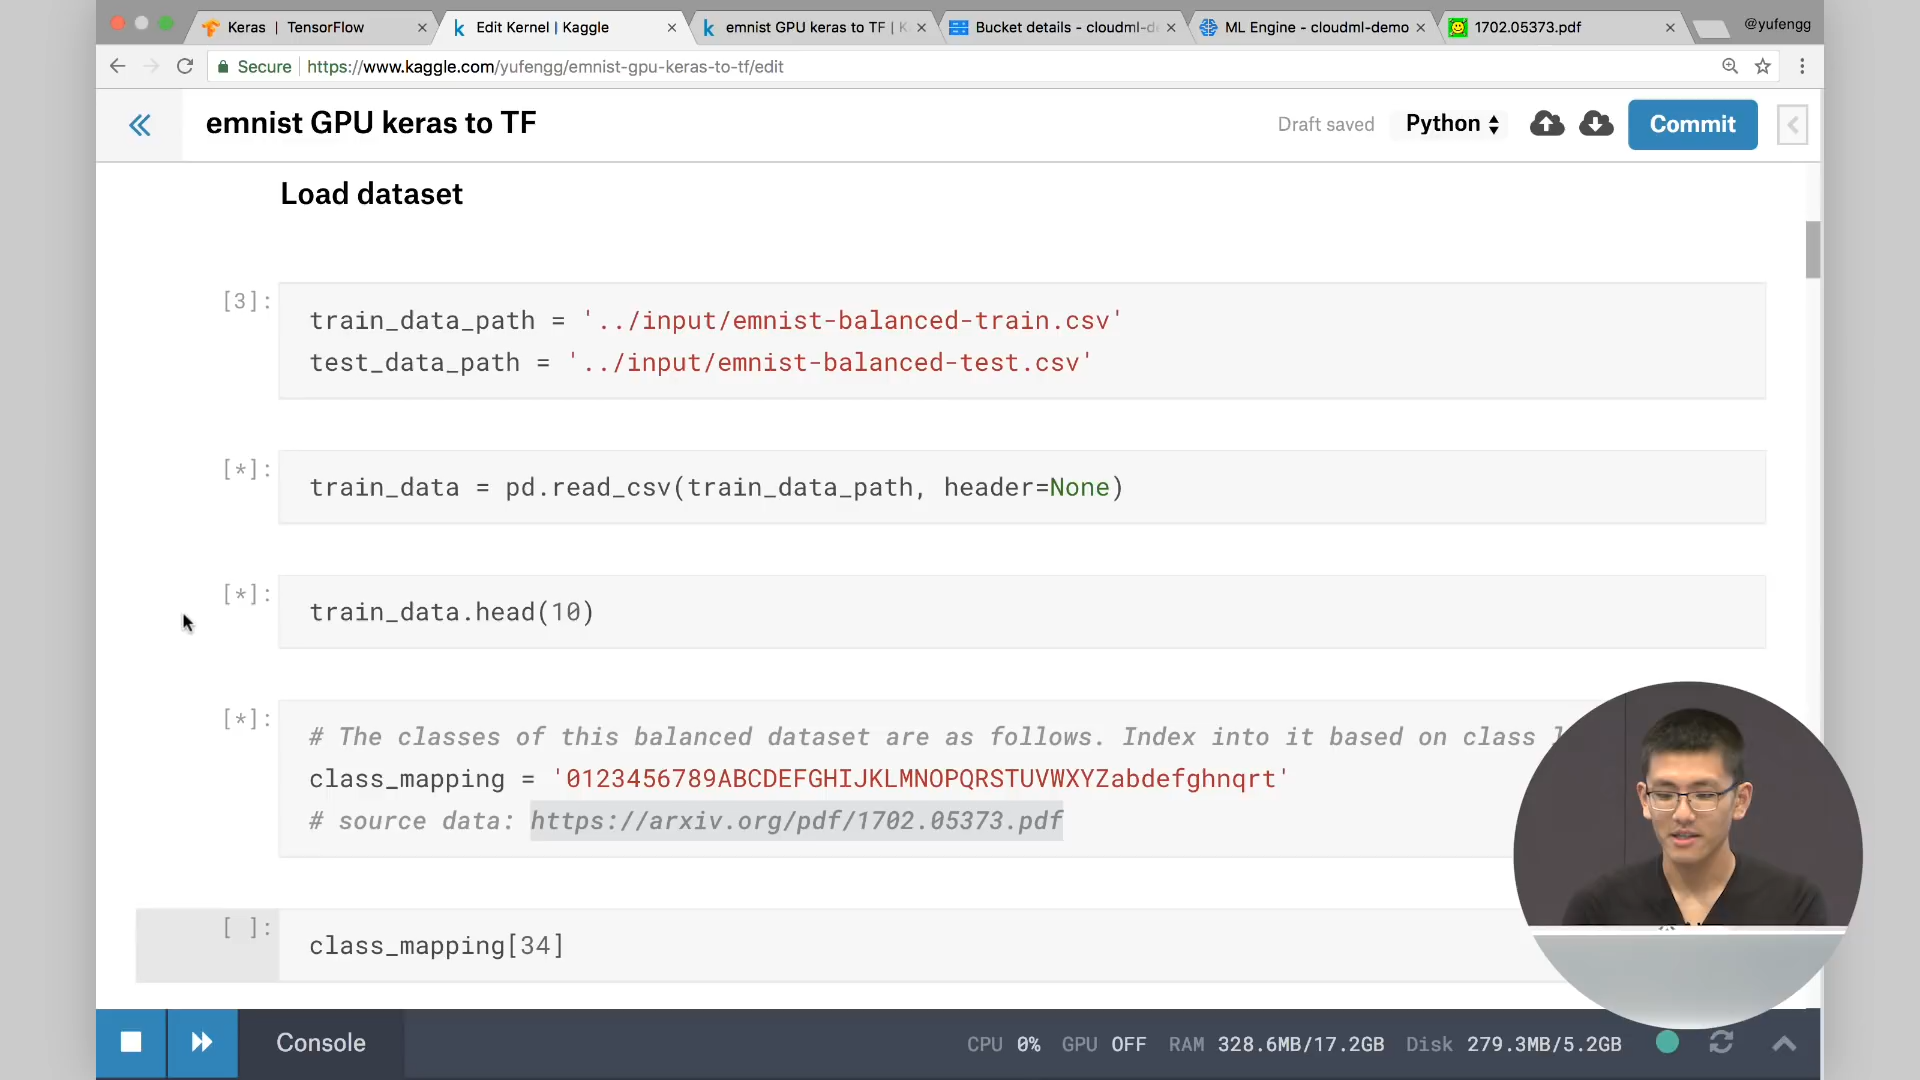 Keras | TensorFlow
Edit Kernel | Kaggle
emnist GPU keras to TF | K
Bucket details - cloudml-de
ML Engine - cloudml-demo
1702.05373.pdf
@yufengg
Secure
https://www.kaggle.com/yufengg/emnist-gpu-keras-to-tf/edit
emnist GPU keras to TF
Draft saved
Python
Commit
Load dataset
[3]:
train_data_path = '../input/emnist-balanced-train.csv'
test_data_path = '../input/emnist-balanced-test.csv'
[*]:
train_data = pd.read_csv(train_data_path, header=None)
[*]:
train_data.head(10)
[*]:
# The classes of this balanced dataset are as follows. Index into it based on class
class_mapping = '0123456789ABCDEFGHIJKLMNOPQRSTUVWXYZabdefghnqrt'
# source data: https://arxiv.org/pdf/1702.05373.pdf
[ ]:
class_mapping[34]
Console
CPU 0% GPU OFF RAM 328.6MB/17.2GB Disk 279.3MB/5.2GB